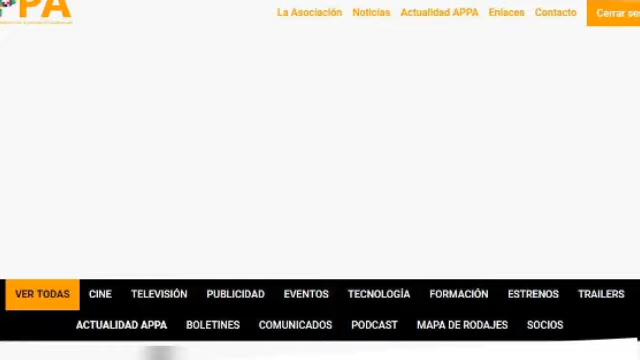 PPA
La Asociación Noticias Actualidad APPA Enlaces Contacto Cerrar se
VER TODAS CINE TELEVISIÓN PUBLICIDAD EVENTOS TECNOLOGÍA FORMACIÓN ESTRENOS TRAILERS
ACTUALIDAD APPA BOLETINES COMUNICADOS PODCAST MAPA DE RODAJES SOCIOS